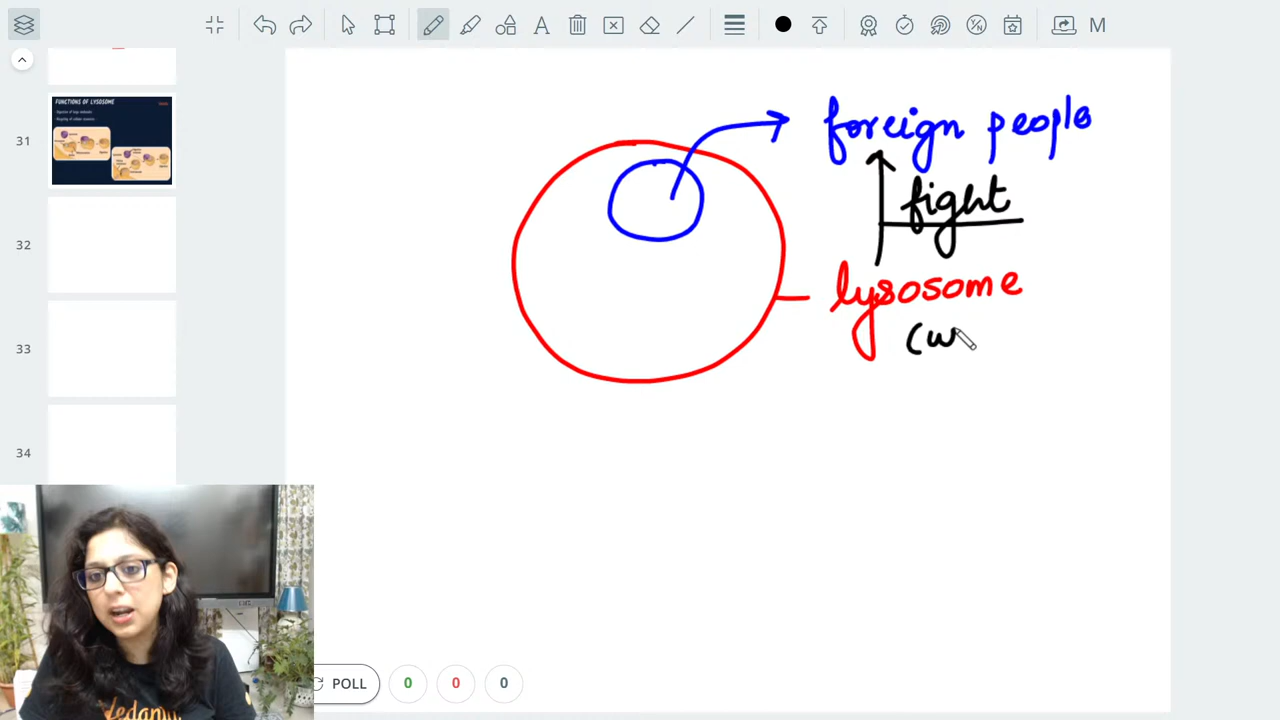 A
M
FUNCTIONS OF LYSOSOME
31
foreign people
fight
32
lysosome
(w
33
34
POLL
0
0
0